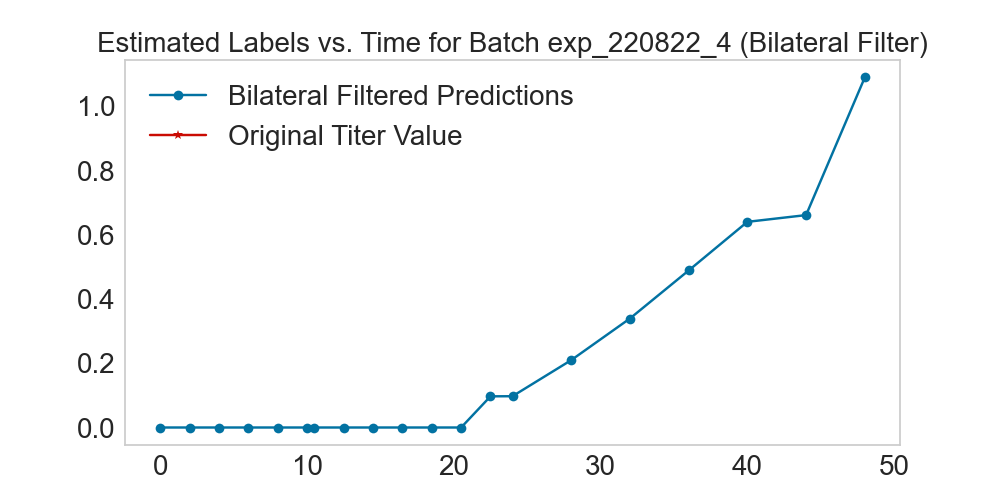 Estimated Labels vs. Time for Batch exp_220822_4 (Bilateral Filter)
Bilateral Filtered Predictions
Original Titer Value
1.0
0.8
0.6
0.4
0.2
0.0
0 10 20 30 40 50